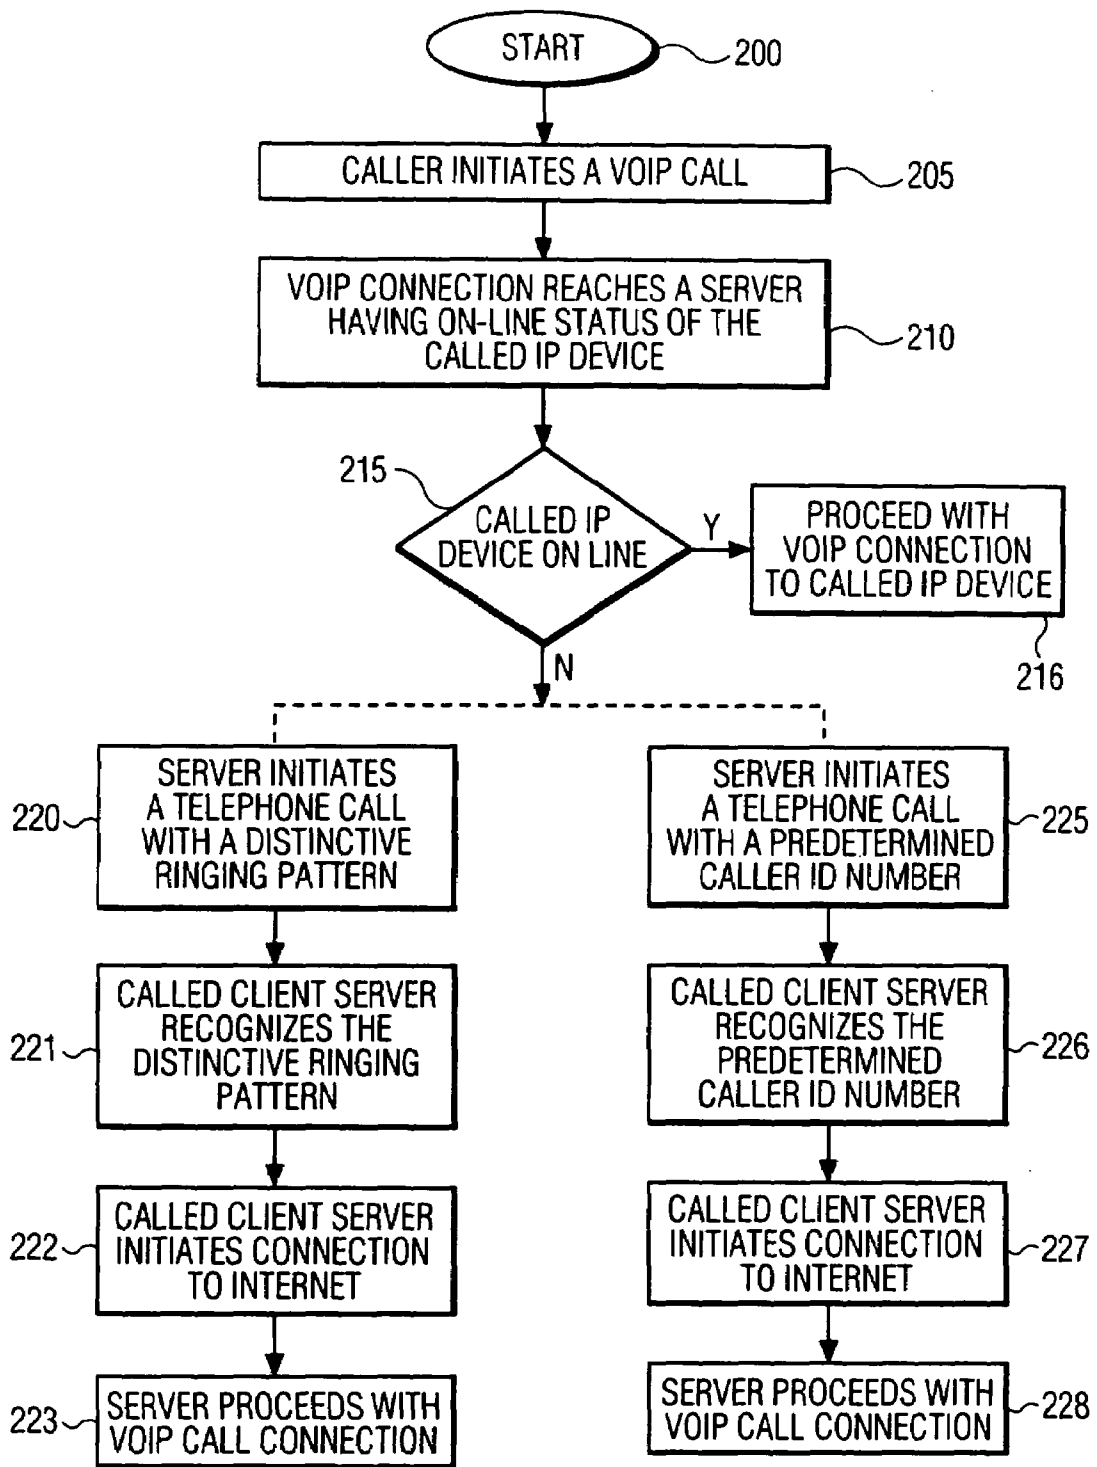 START
200
CALLER INITIATES A VOIP CALL
205
VOIP CONNECTION REACHES A SERVER
HAVING ON-LINE STATUS OF THE
CALLED IP DEVICE
210
215
CALLED IP
DEVICE ON LINE
Y
PROCEED WITH
VOIP CONNECTION
TO CALLED IP DEVICE
216
N
SERVER INITIATES
A TELEPHONE CALL
WITH A DISTINCTIVE
RINGING PATTERN
220
SERVER INITIATES
A TELEPHONE CALL
WITH A PREDETERMINED
CALLER ID NUMBER
225
CALLED CLIENT SERVER
RECOGNIZES THE
DISTINCTIVE RINGING
PATTERN
221
CALLED CLIENT SERVER
RECOGNIZES THE
PREDETERMINED
CALLER ID NUMBER
226
CALLED CLIENT SERVER
INITIATES CONNECTION
TO INTERNET
222
CALLED CLIENT SERVER
INITIATES CONNECTION
TO INTERNET
227
SERVER PROCEEDS WITH
VOIP CALL CONNECTION
223
SERVER PROCEEDS WITH
VOIP CALL CONNECTION
228